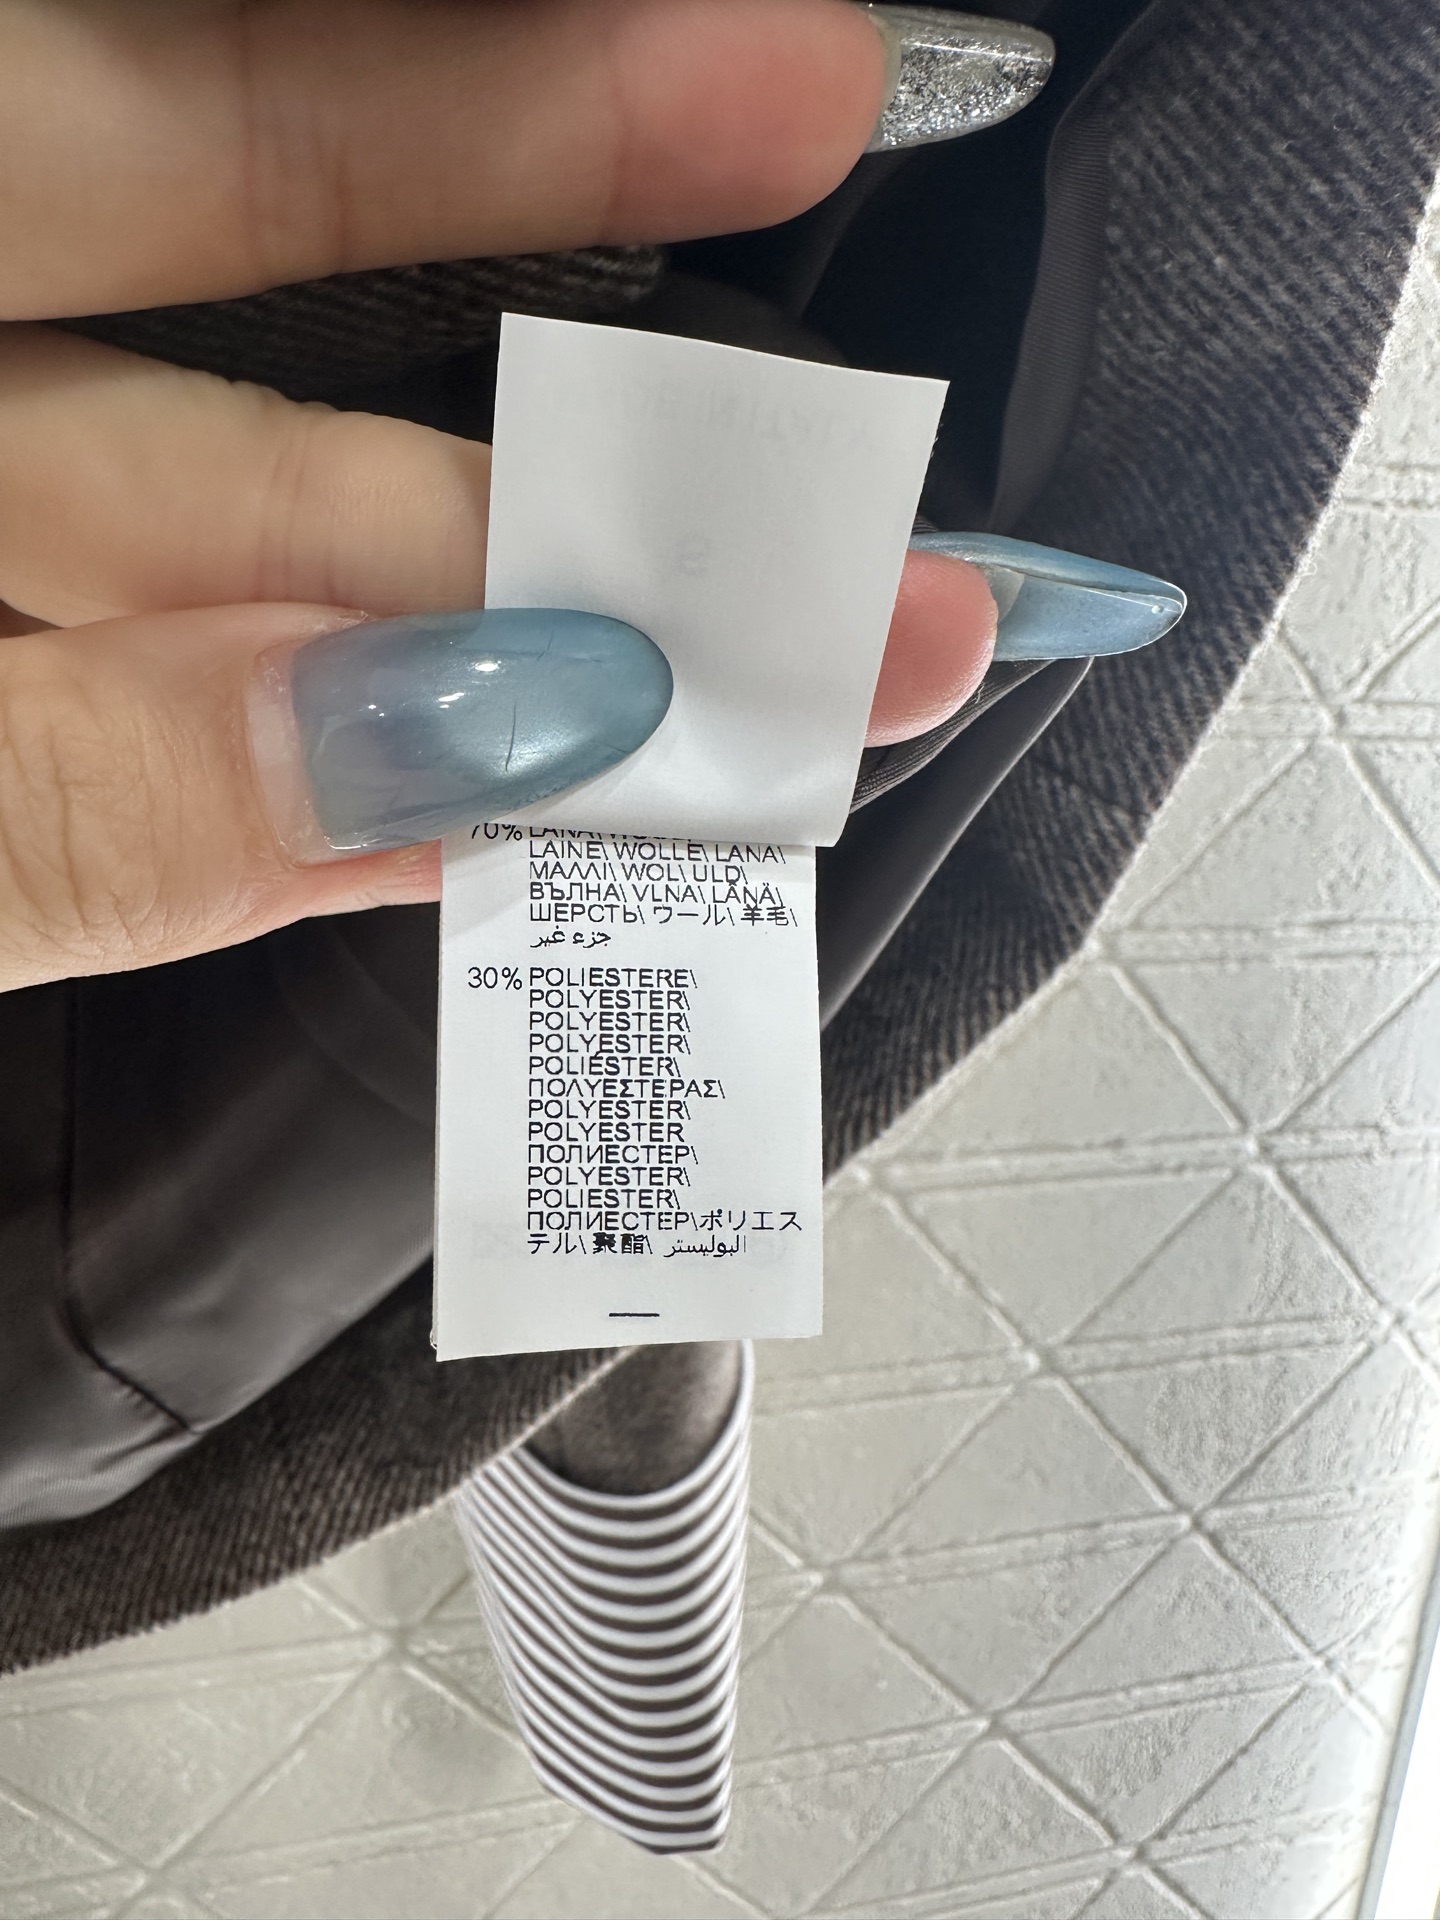 70% LANA\ WOOL\
LAINE\ WOLLE\ LANA\
ΜΑΛΛΙ\ WOL\ ULD\
ВЪЛНА\ VLNA\ LÂNĂ\
ШЕРСТЬ\ ウール\ 羊毛\
جزء غير
30% POLIESTERE\
POLYESTER\
POLYESTER\
POLYESTER\
POLIÉSTER\
ΠΟΛΥΕΣΤΕΡΑΣ\
POLYESTER\
POLYESTER
ПОЛИЕСТЕР\
POLYESTER\
POLIESTER\
ПОЛИЕСТЕР\ポリエス
テル\ 聚酯\ البوليستر